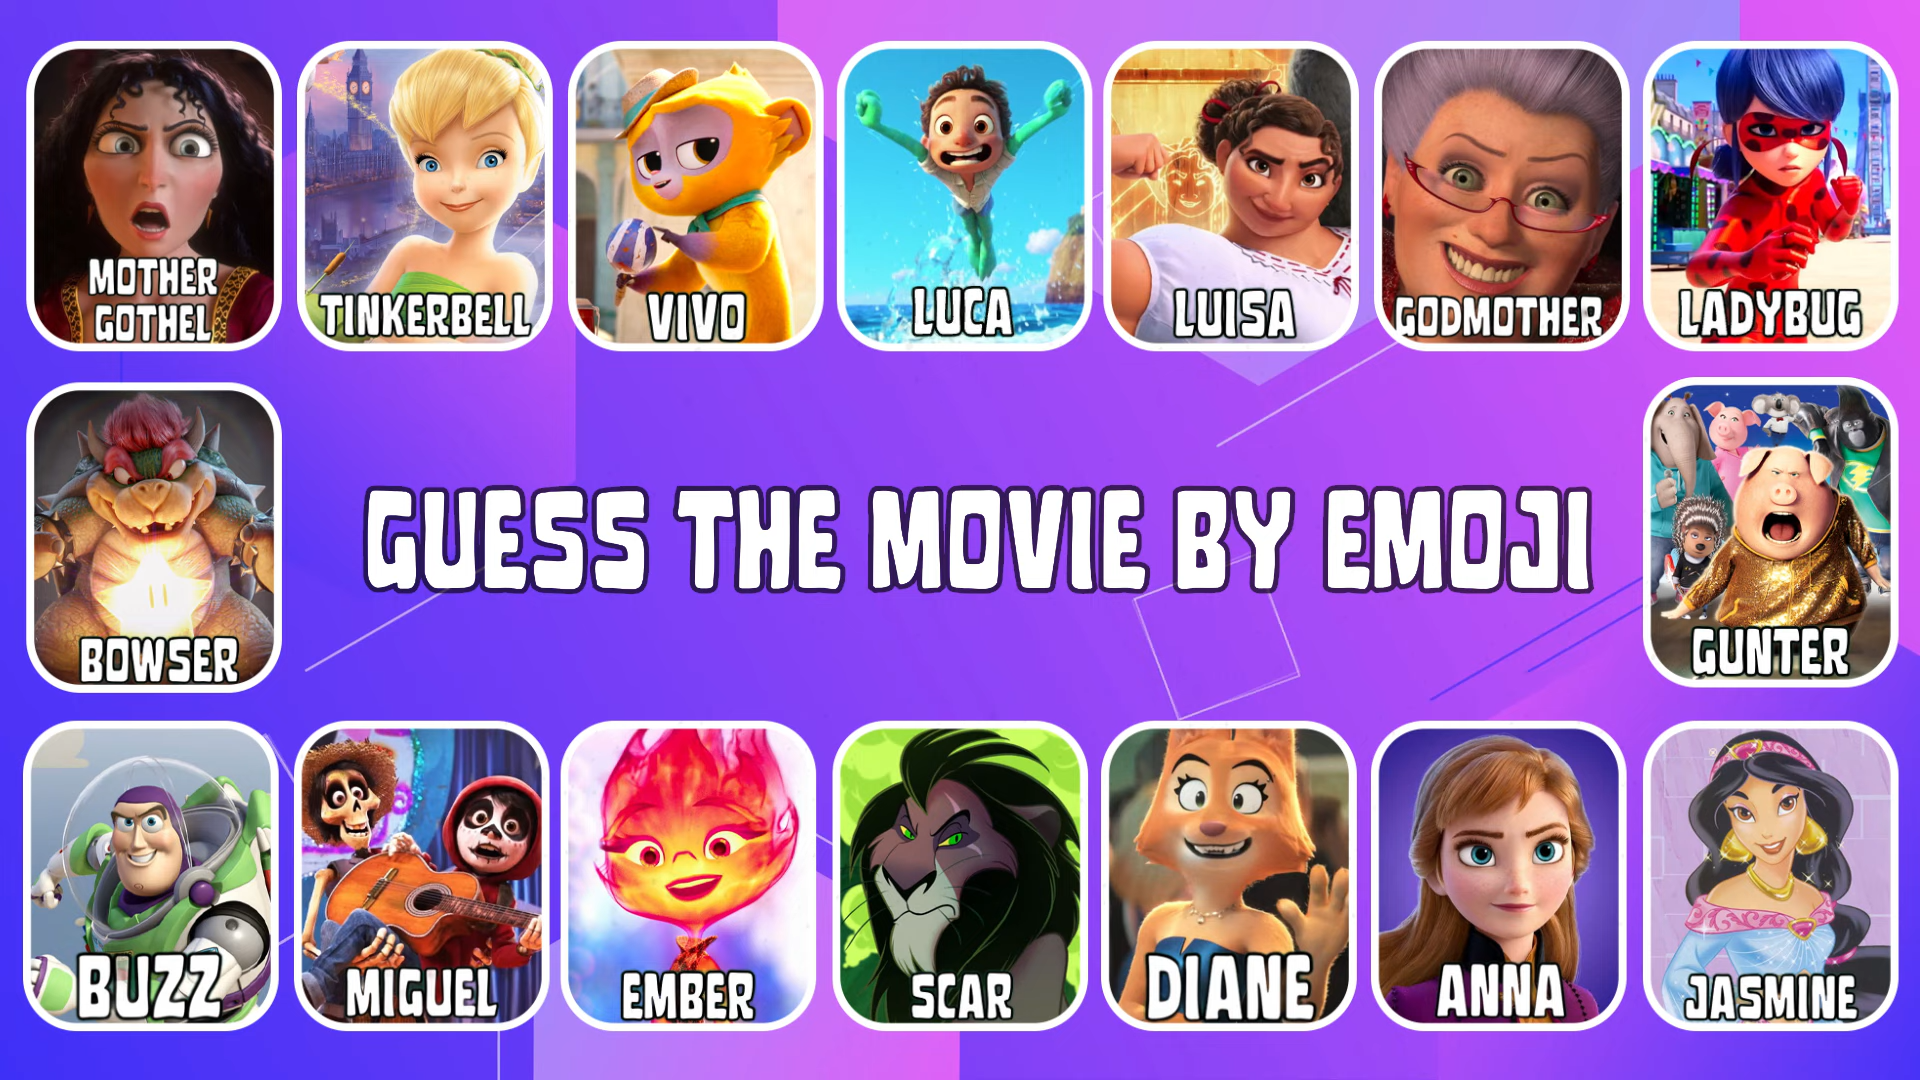 MOTHER
GOTHEL
TINKERBELL
VIVO
LUCA
LUISA
GODMOTHER
LADYBUG
BOWSER
GUESS THE MOVIE BY EMOJI
GUNTER
BUZZ
MIGUEL
EMBER
SCAR
DIANE
ANNA
JASMINE